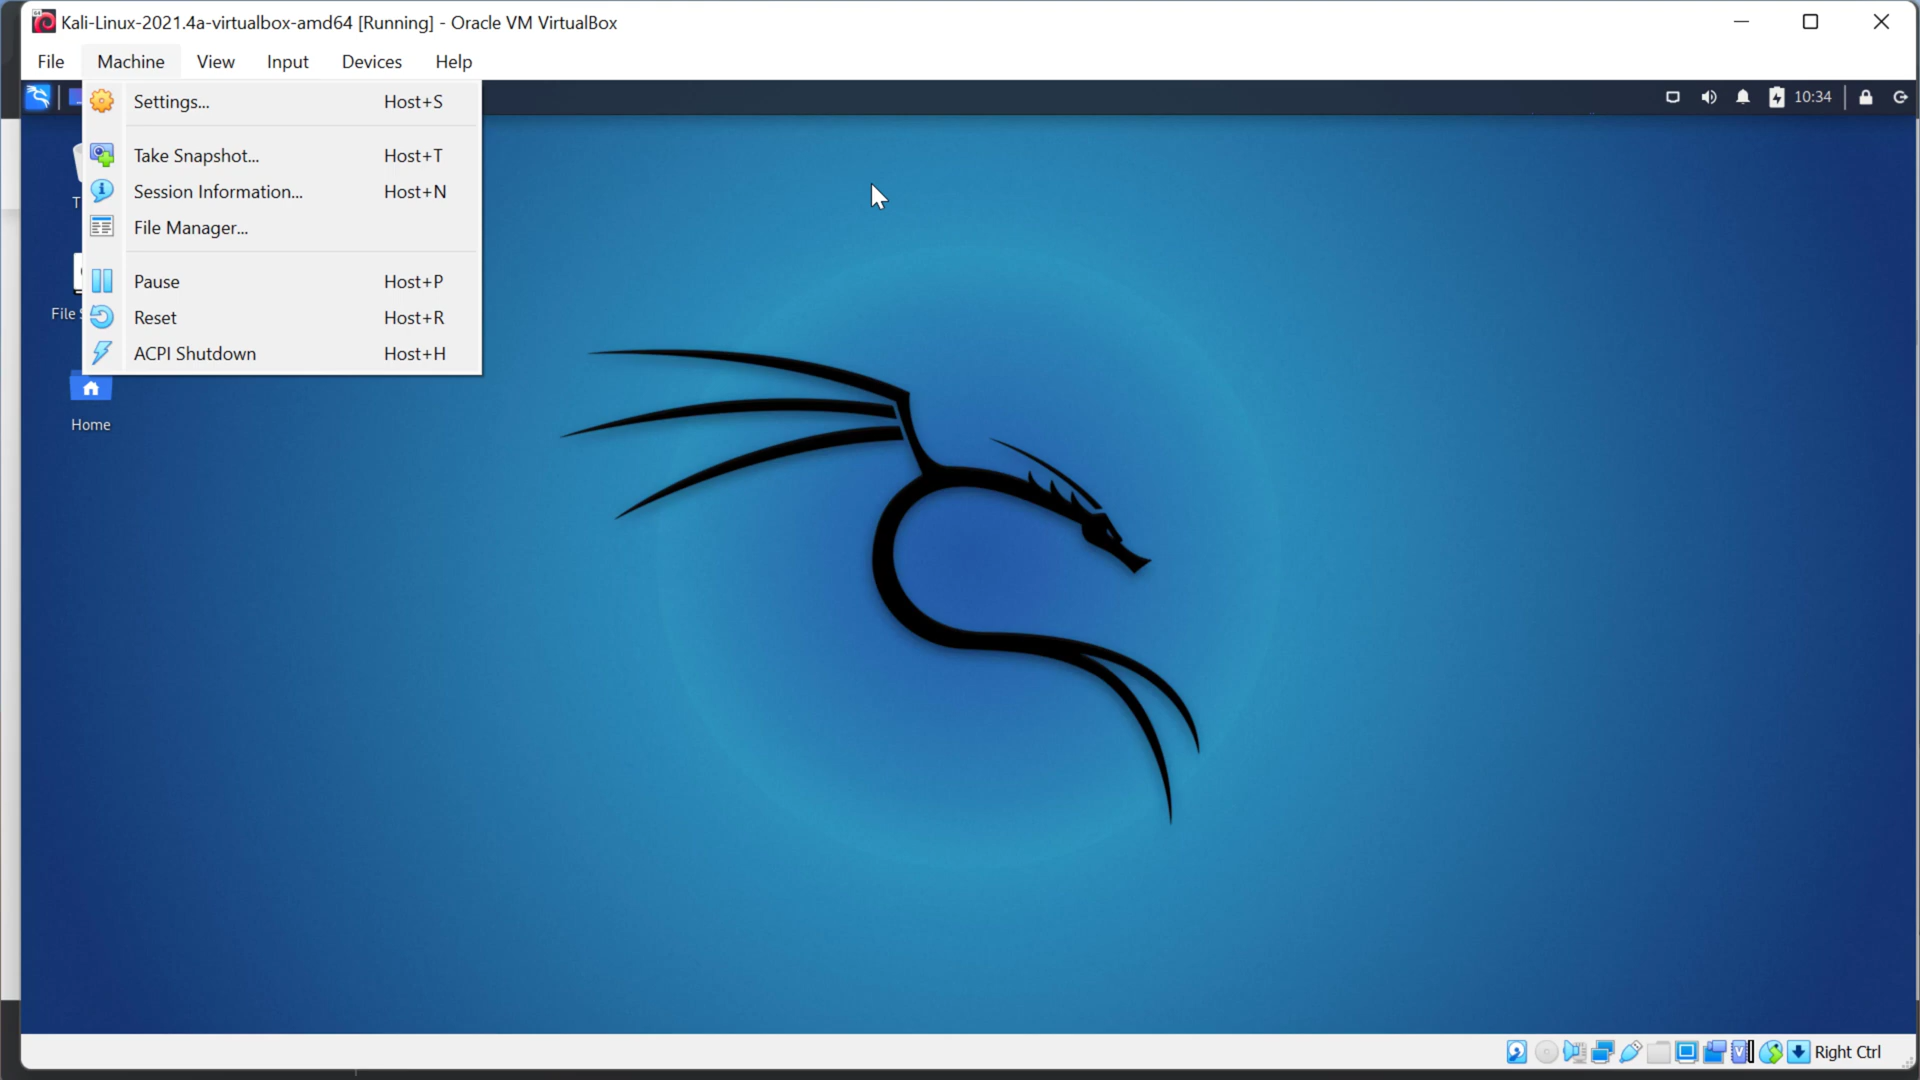 Kali-Linux-2021.4a-virtualbox-amd64 [Running] - Oracle VM VirtualBox
File Machine View Input Devices Help
10:34
Settings... Host+S
Take Snapshot... Host+T
Session Information... Host+N
File Manager...
Pause Host+P
Reset Host+R
ACPI Shutdown Host+H
T
File S
Home
Right Ctrl